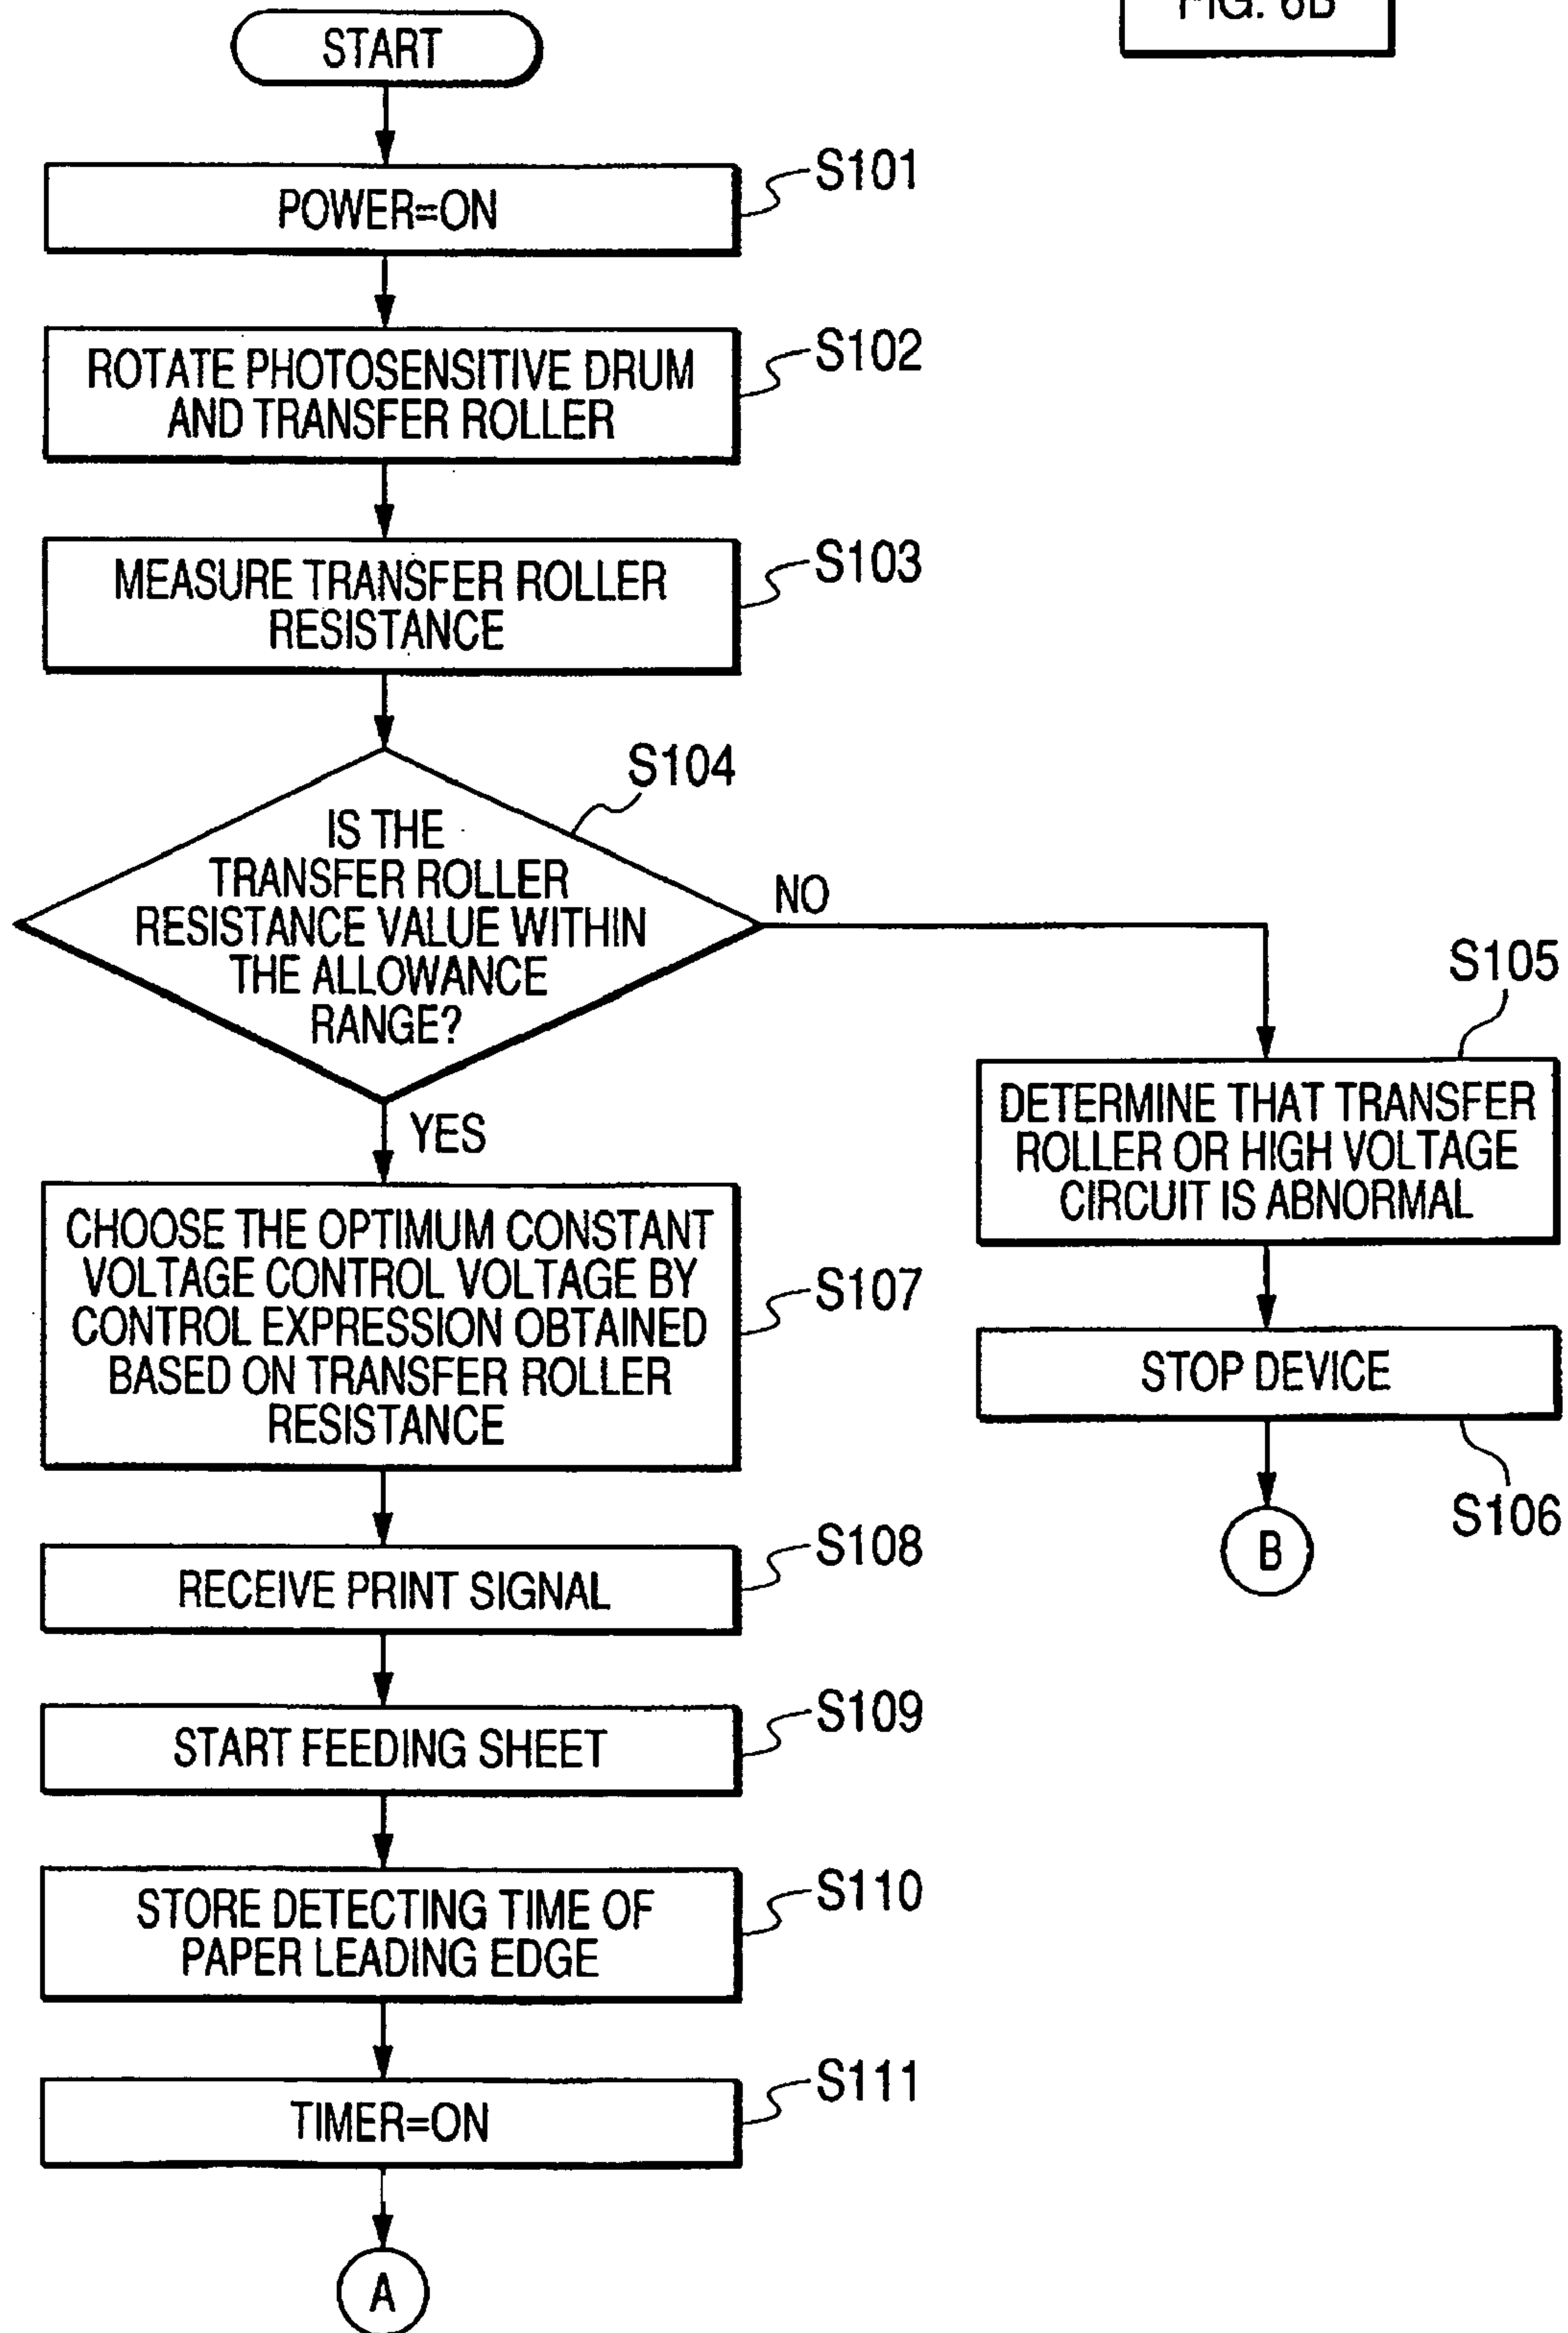 FIG. 6B
START
POWER=ON
S101
ROTATE PHOTOSENSITIVE DRUM
AND TRANSFER ROLLER
S102
MEASURE TRANSFER ROLLER
RESISTANCE
S103
S104
IS THE
TRANSFER ROLLER
RESISTANCE VALUE WITHIN
THE ALLOWANCE
RANGE?
NO
YES
S105
DETERMINE THAT TRANSFER
ROLLER OR HIGH VOLTAGE
CIRCUIT IS ABNORMAL
STOP DEVICE
S106
B
CHOOSE THE OPTIMUM CONSTANT
VOLTAGE CONTROL VOLTAGE BY
CONTROL EXPRESSION OBTAINED
BASED ON TRANSFER ROLLER
RESISTANCE
S107
RECEIVE PRINT SIGNAL
S108
START FEEDING SHEET
S109
STORE DETECTING TIME OF
PAPER LEADING EDGE
S110
TIMER=ON
S111
A